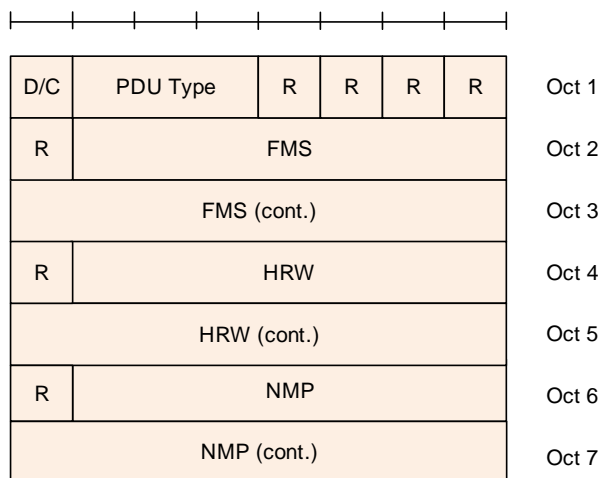 D/C PDU Type R R R R Oct 1
R FMS Oct 2
FMS (cont.) Oct 3
R HRW Oct 4
HRW (cont.) Oct 5
R NMP Oct 6
NMP (cont.) Oct 7